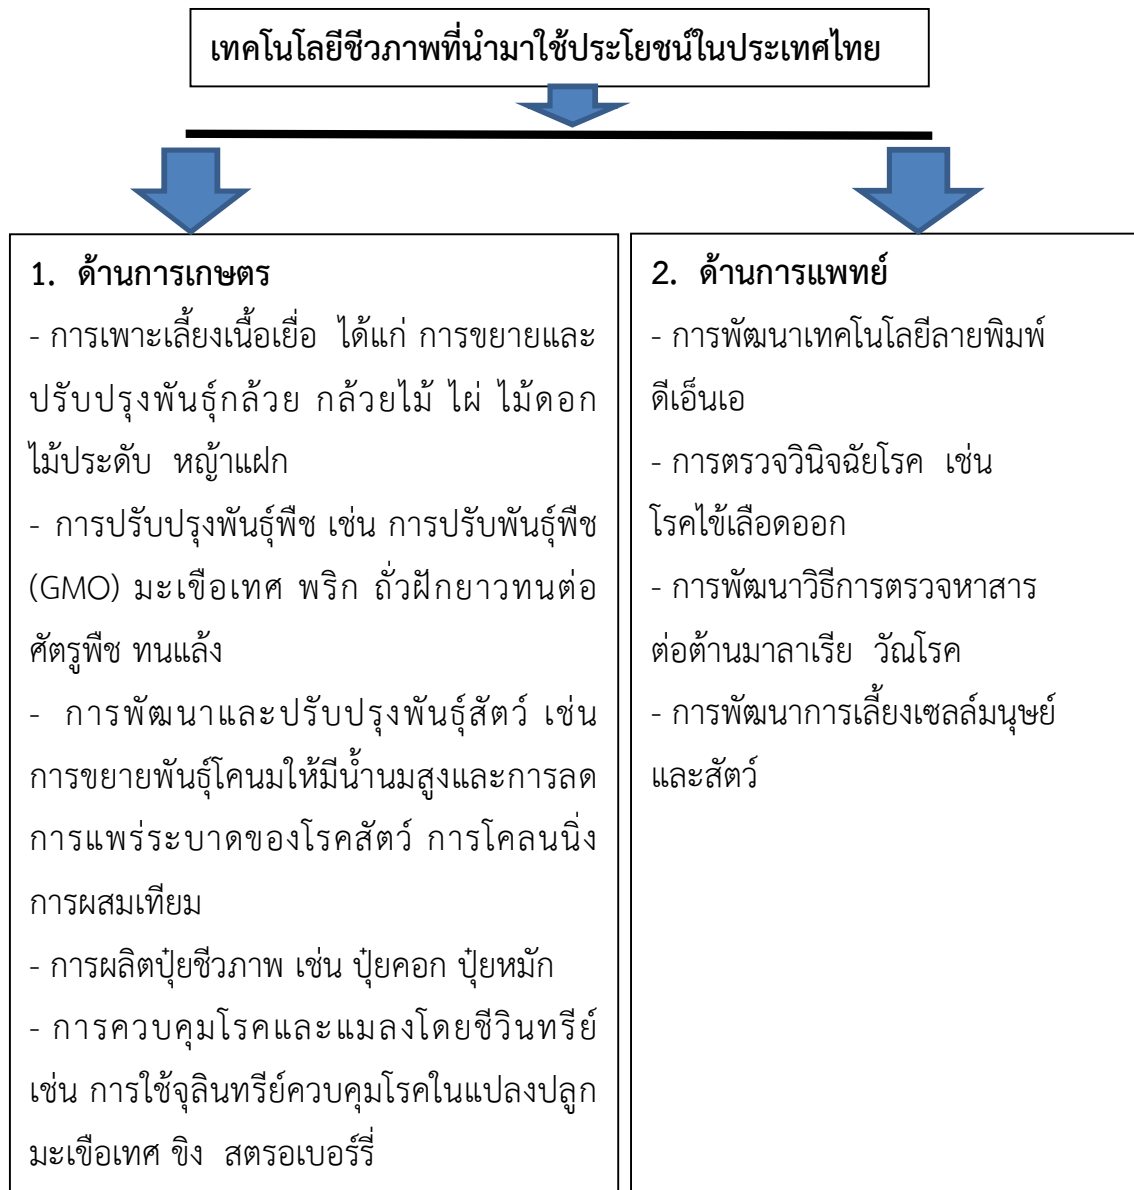 เทคโนโลยีชีวภาพที่นำมาใช้ประโยชน์ในประเทศไทย
1. ด้านการเกษตร
- การเพาะเลี้ยงเนื้อเยื่อ ได้แก่ การขยายและ
ปรับปรุงพันธุ์กล้วย กล้วยไม้ ไผ่ ไม้ดอก
ไม้ประดับ หญ้าแฝก
- การปรับปรุงพันธุ์พืช เช่น การปรับพันธุ์พืช
(GMO) มะเขือเทศ พริก ถั่วฝักยาวทนต่อ
ศัตรูพืช ทนแล้ง
- การพัฒนาและปรับปรุงพันธุ์สัตว์ เช่น
การขยายพันธุ์โคนมให้มีน้ำนมสูงและการลด
การแพร่ระบาดของโรคสัตว์ การโคลนนิ่ง
การผสมเทียม
- การผลิตปุ๋ยชีวภาพ เช่น ปุ๋ยคอก ปุ๋ยหมัก
- การควบคุมโรคและแมลงโดยชีวินทรีย์
เช่น การใช้จุลินทรีย์ควบคุมโรคในแปลงปลูก
มะเขือเทศ ขิง สตรอเบอร์รี่
2. ด้านการแพทย์
- การพัฒนาเทคโนโลยีลายพิมพ์
ดีเอ็นเอ
- การตรวจวินิจฉัยโรค เช่น
โรคไข้เลือดออก
- การพัฒนาวิธีการตรวจหาสาร
ต่อต้านมาลาเรีย วัณโรค
- การพัฒนาการเลี้ยงเซลล์มนุษย์
และสัตว์